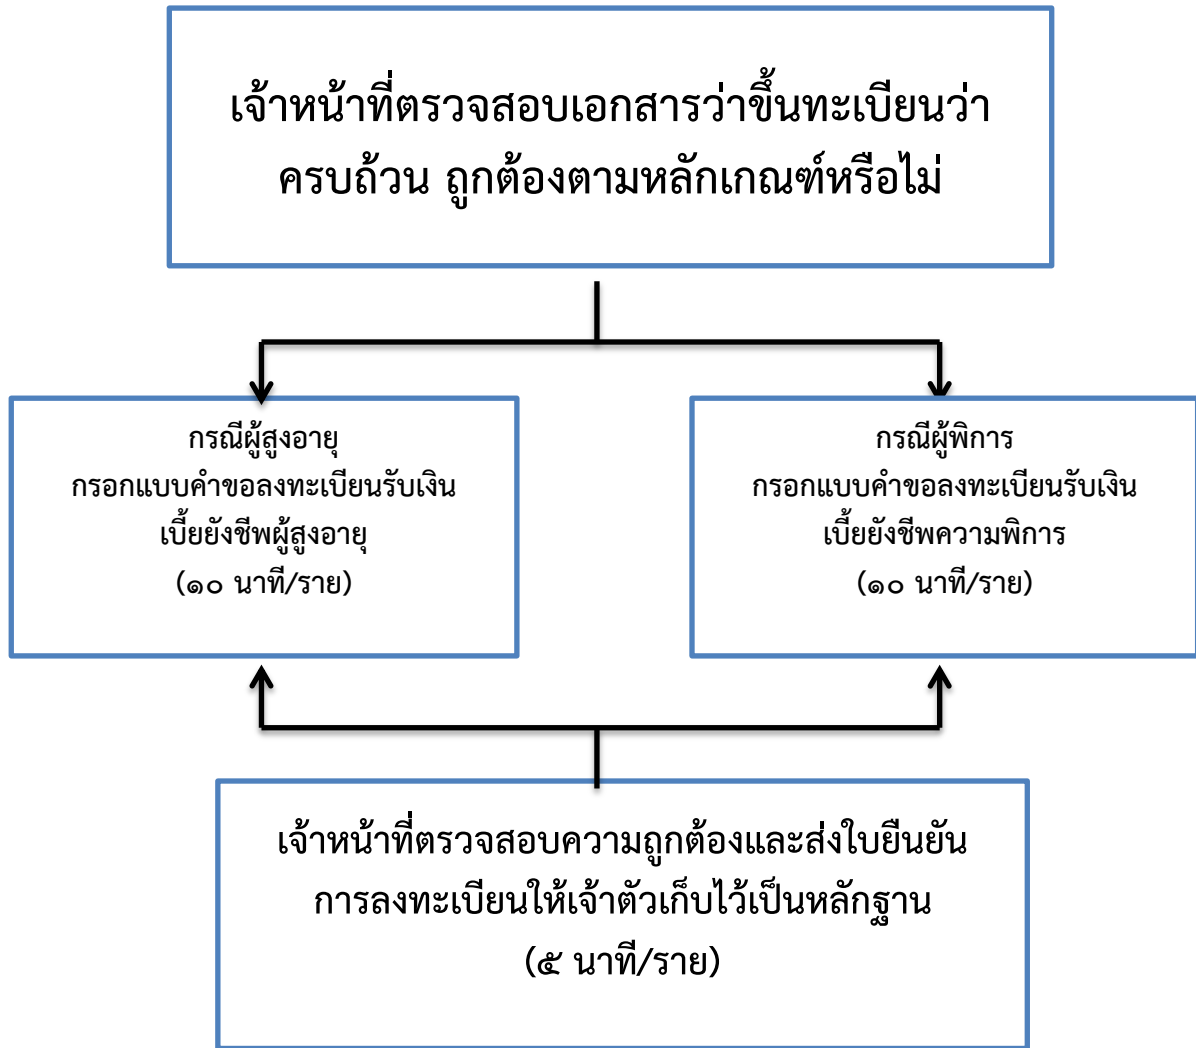 เจ้าหน้าที่ตรวจสอบเอกสารว่าขึ้นทะเบียนว่า
ครบถ้วน ถูกต้องตามหลักเกณฑ์หรือไม่
กรณีผู้สูงอายุ
กรอกแบบคำขอลงทะเบียนรับเงิน
เบี้ยยังชีพผู้สูงอายุ
(๑๐ นาที/ราย)
กรณีผู้พิการ
กรอกแบบคำขอลงทะเบียนรับเงิน
เบี้ยยังชีพความพิการ
(๑๐ นาที/ราย)
เจ้าหน้าที่ตรวจสอบความถูกต้องและส่งใบยืนยัน
การลงทะเบียนให้เจ้าตัวเก็บไว้เป็นหลักฐาน
(๕ นาที/ราย)